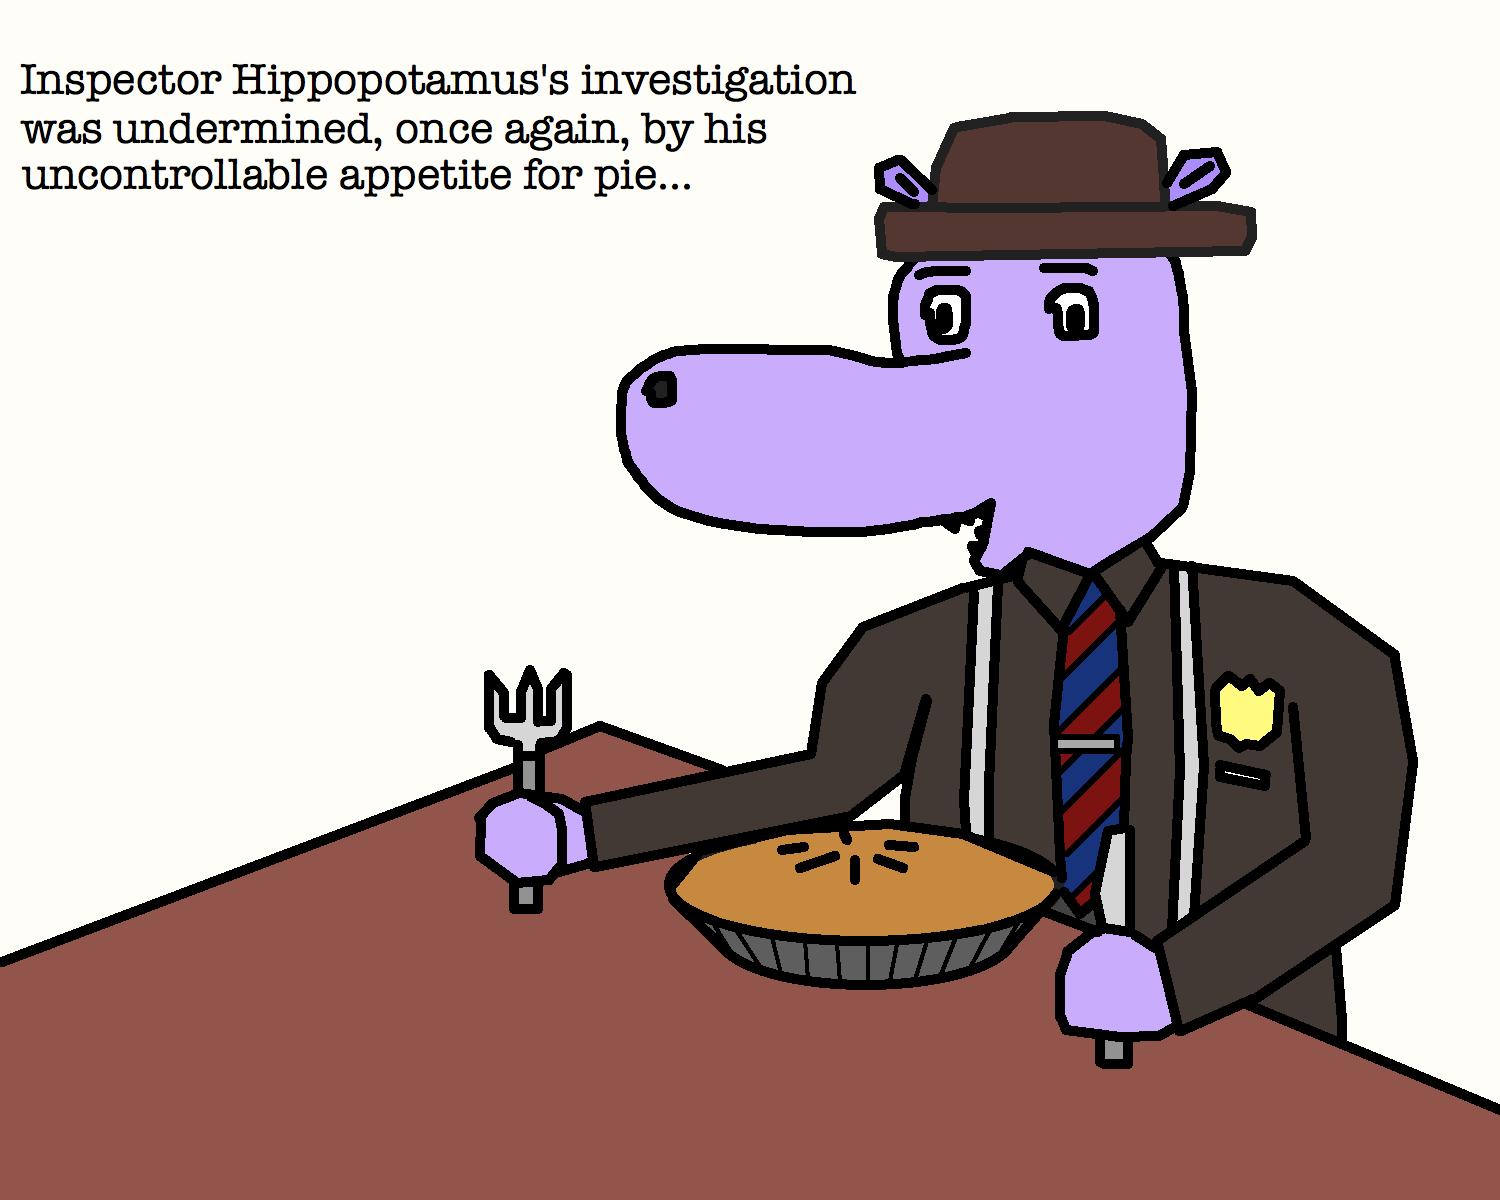 Inspector Hippopotamus's investigation
was undermined, once again, by his
uncontrollable appetite for pie...